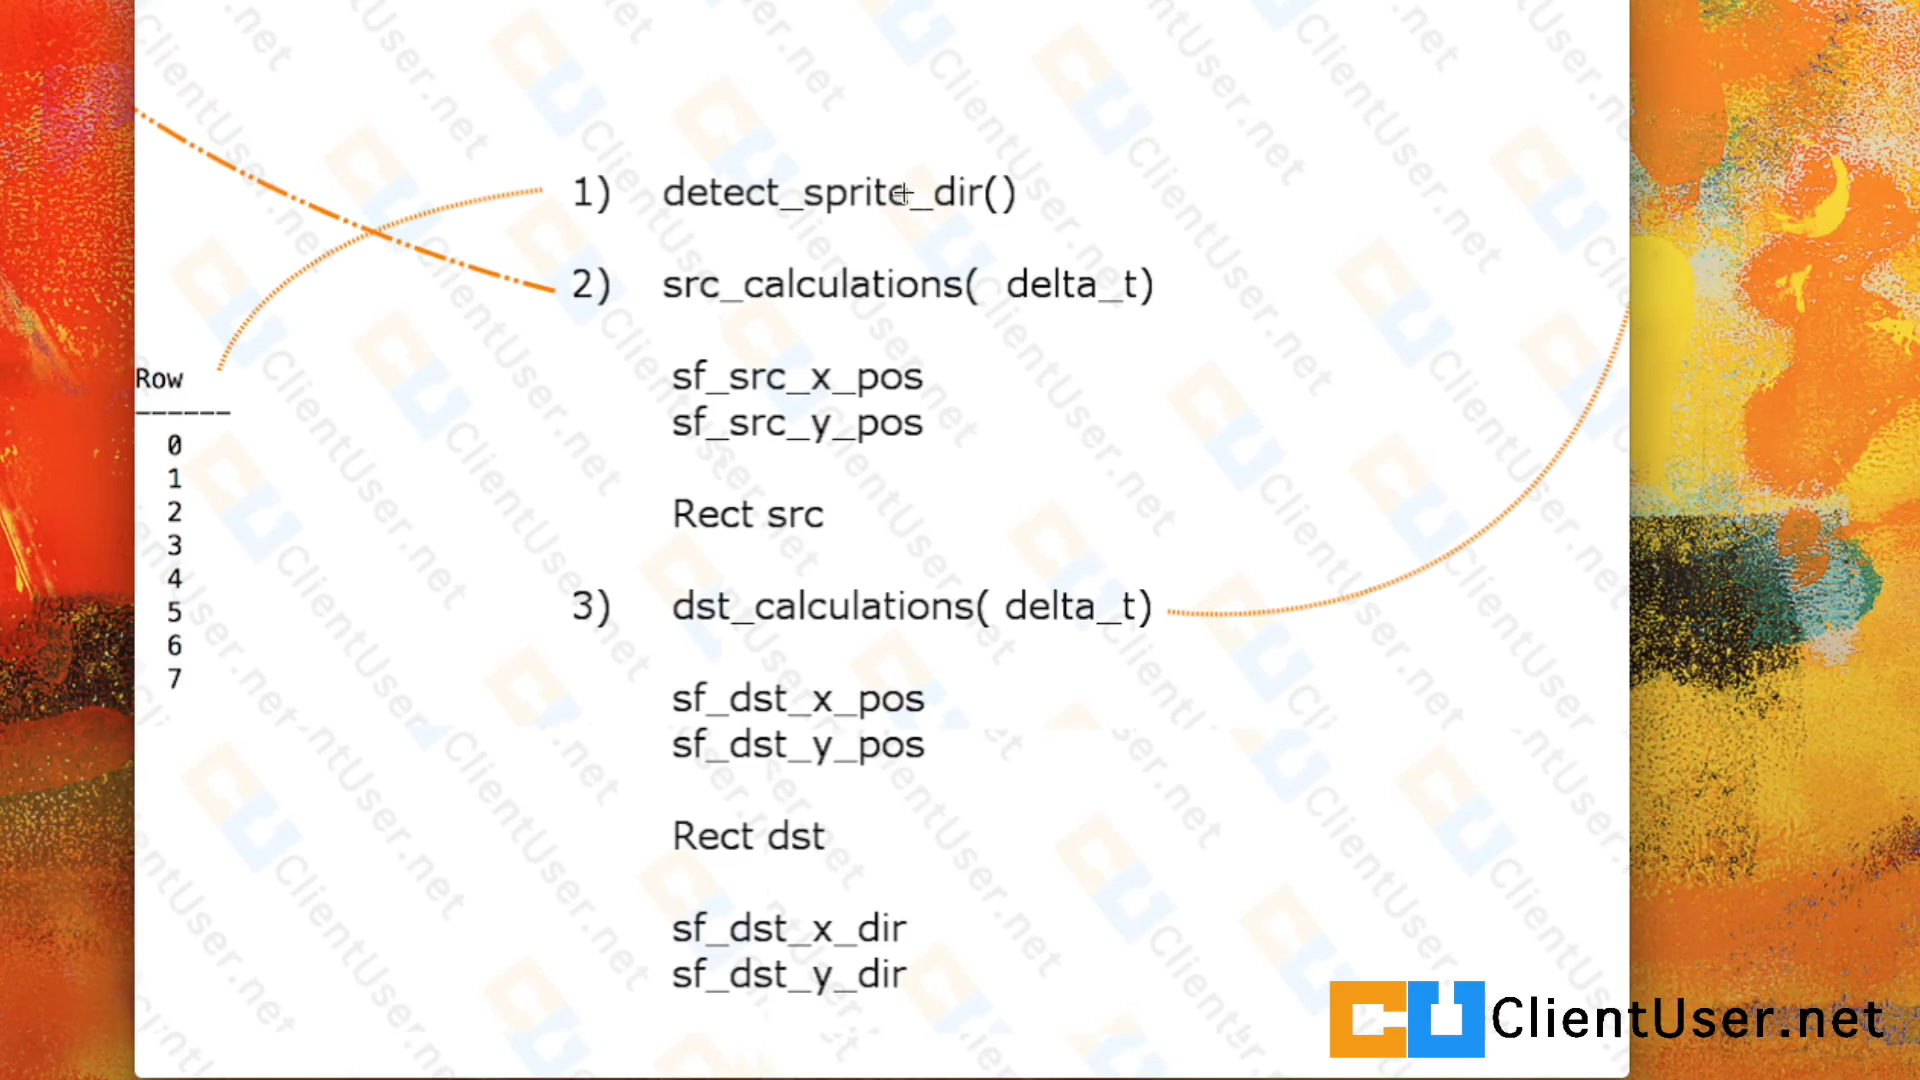 1) detect_sprite_dir()
2) src_calculations( delta_t)
sf_src_x_pos
sf_src_y_pos
Rect src
3) dst_calculations( delta_t)
sf_dst_x_pos
sf_dst_y_pos
Rect dst
sf_dst_x_dir
sf_dst_y_dir
Row
------
0
1
2
3
4
5
6
7
CU ClientUser.net